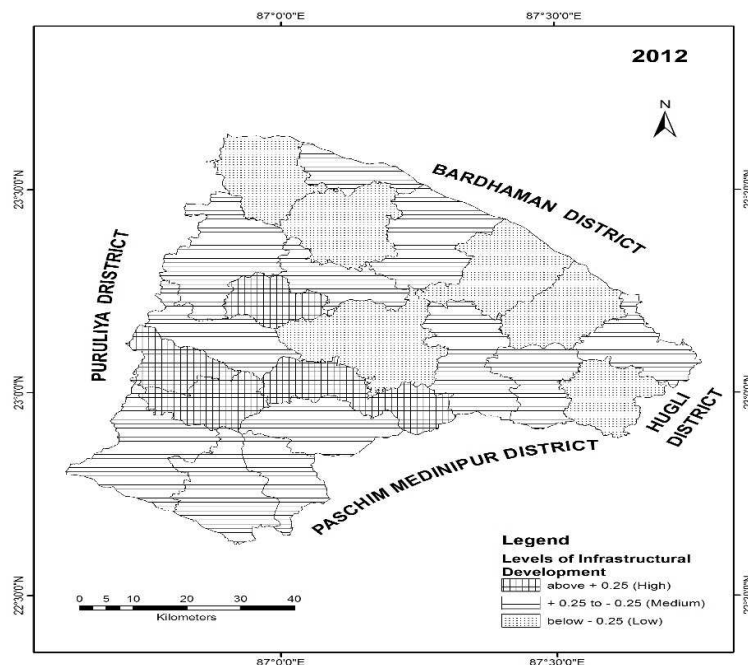 87°0'0"E
87°30'0"E
2012
N
23°30'0"N
BARDHAMAN DISTRICT
PURULIYA DRISTRICT
23°0'0"N
HUGLI
DISTRICT
PASCHIM MEDINIPUR DISTRICT
Legend
Levels of Infrastructural
Development
above + 0.25 (High)
+ 0.25 to - 0.25 (Medium)
below - 0.25 (Low)
22°30'0"N
0 5 10 20 30 40
Kilometers
87°0'0"E
87°30'0"E